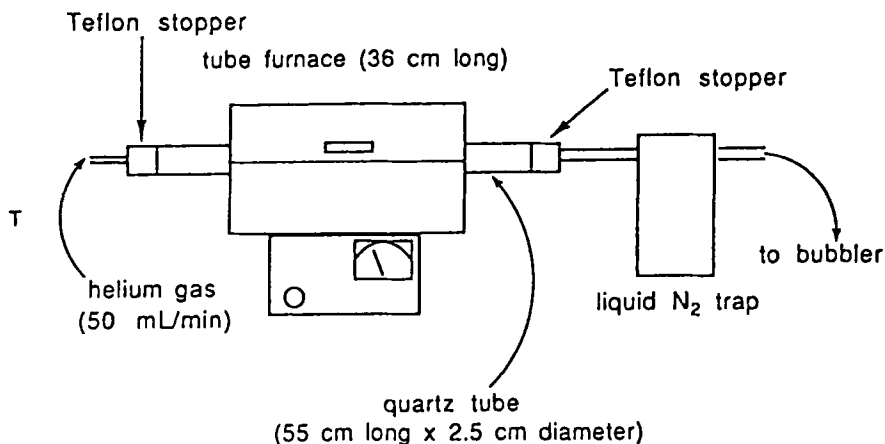 Teflon stopper
tube furnace (36 cm long)
Teflon stopper
T
helium gas
(50 mL/min)
to bubbler
liquid N₂ trap
quartz tube
(55 cm long x 2.5 cm diameter)